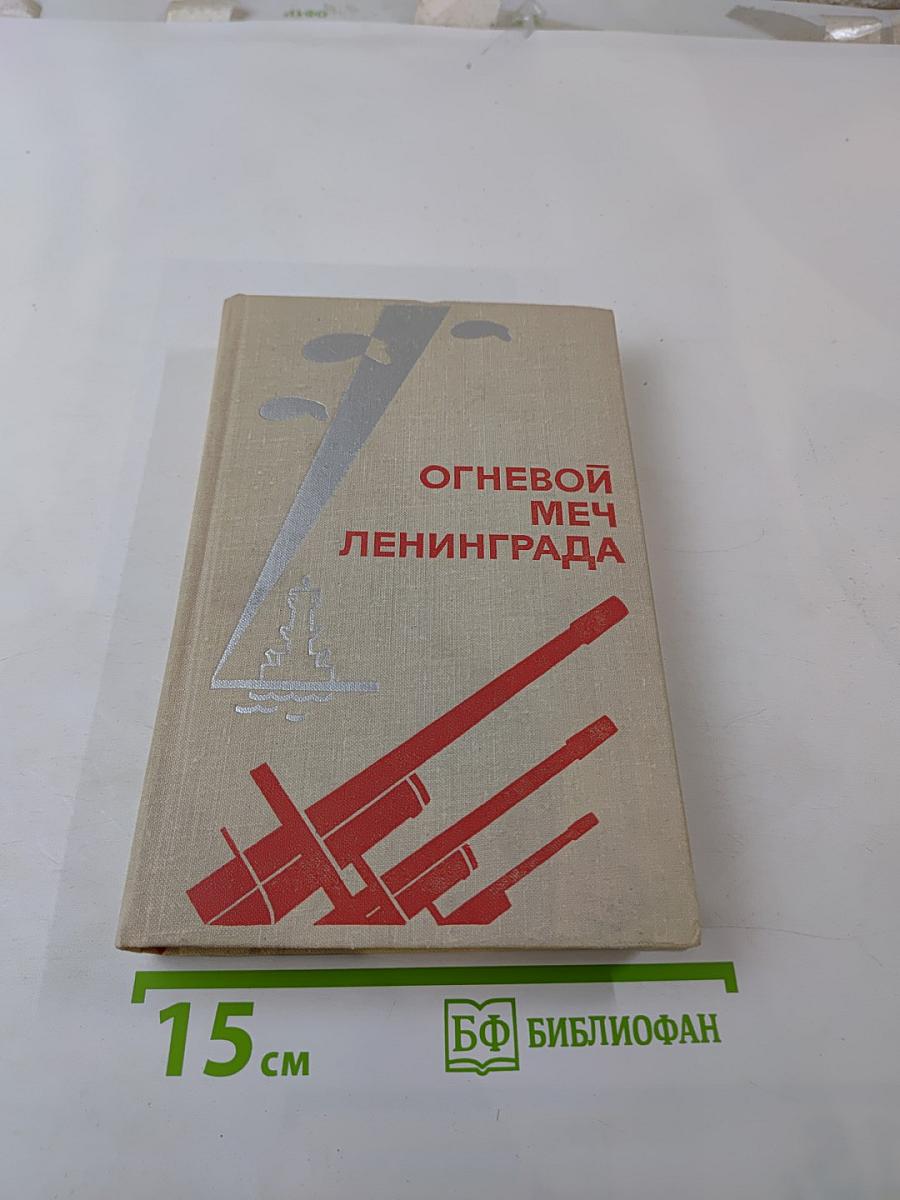 ОГНЕВОЙ
МЕЧ
ЛЕНИНГРАДА
15 см
БФ БИБЛИОФАН